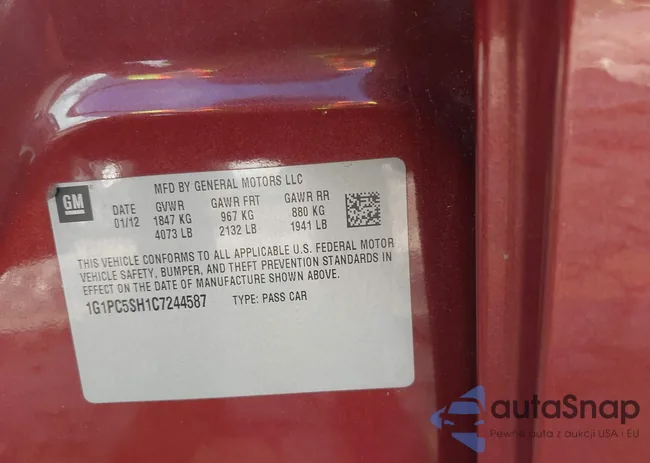 MFD BY GENERAL MOTORS LLC
GM
DATE GVWR GAWR FRT GAWR RR
01/12 1847 KG 967 KG 880 KG
4073 LB 2132 LB 1941 LB
THIS VEHICLE CONFORMS TO ALL APPLICABLE U.S. FEDERAL MOTOR
VEHICLE SAFETY, BUMPER, AND THEFT PREVENTION STANDARDS IN
EFFECT ON THE DATE OF MANUFACTURE SHOWN ABOVE.
1G1PC5SH1C7244587 TYPE: PASS CAR
autaSnap
Pewne auta z aukcji USA i EU